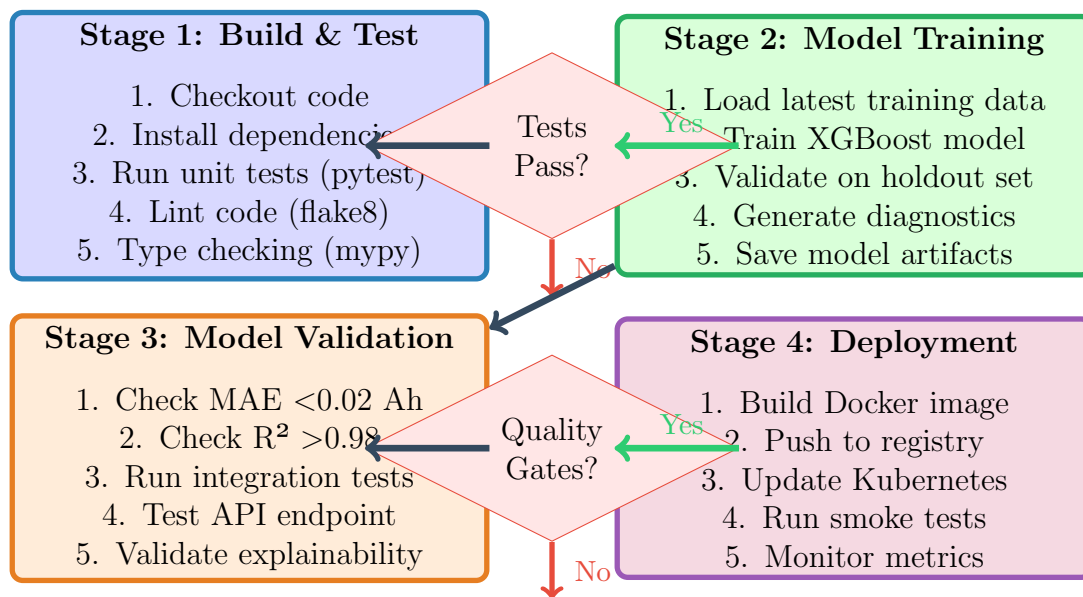 Stage 1: Build & Test
1. Checkout code
2. Install dependencie
3. Run unit tests (pytest)
4. Lint code (flake8)
5. Type checking (mypy)
Tests
Pass?
Yes
No
Stage 2: Model Training
1. Load latest training data
Train XGBoost model
3. Validate on holdout set
4. Generate diagnostics
5. Save model artifacts
Stage 3: Model Validation
1. Check MAE <0.02 Ah
2. Check R² >0.98
3. Run integration tests
4. Test API endpoint
5. Validate explainability
Quality
Gates?
Yes
No
Stage 4: Deployment
1. Build Docker image
2. Push to registry
3. Update Kubernetes
4. Run smoke tests
5. Monitor metrics